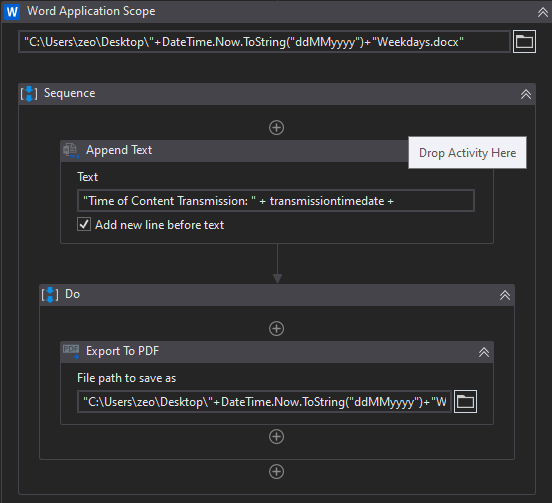 Word Application Scope
"C:\Users\zeo\Desktop\"+DateTime.Now.ToString("ddMMyyyy")+"Weekdays.docx"
Sequence
Append Text
Drop Activity Here
Text
"Time of Content Transmission: " + transmissiontimedate +
Add new line before text
Do
PDF
Export To PDF
File path to save as
"C:\Users\zeo\Desktop\"+DateTime.Now.ToString("ddMMyyyy")+"W